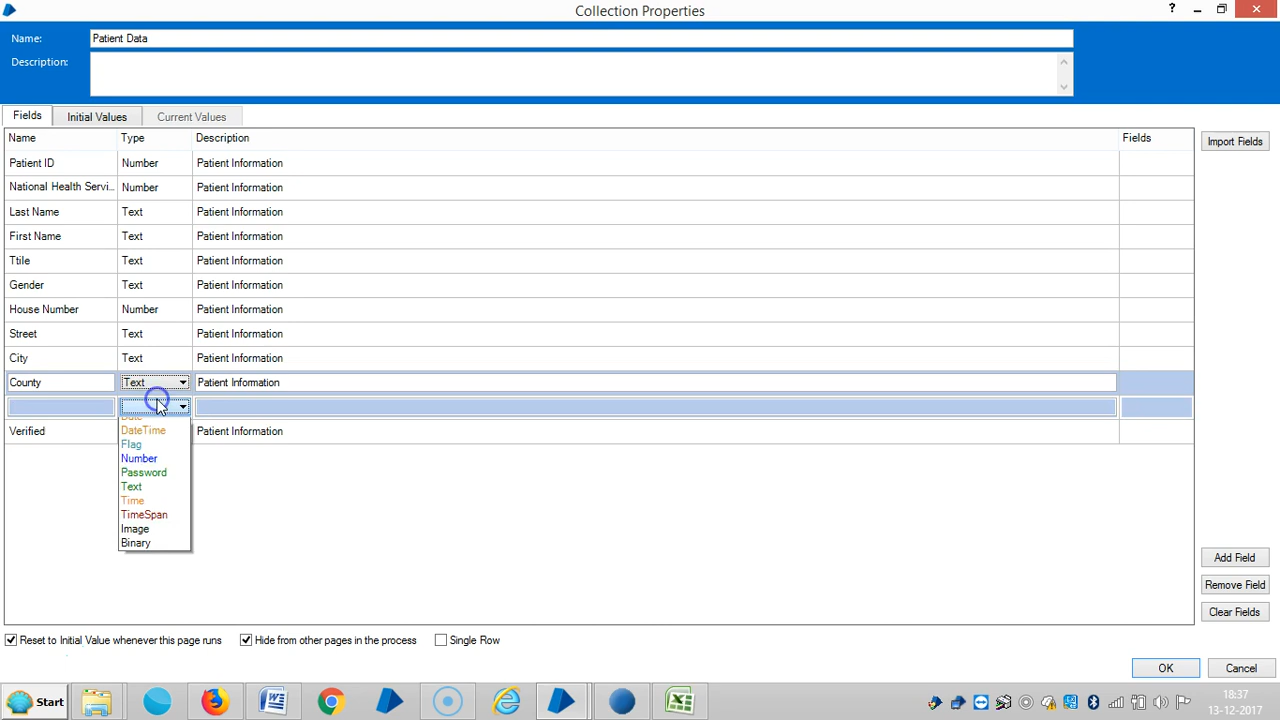 Collection Properties
?
Name:
Patient Data
Description:
Fields
Initial Values
Current Values
Name
Type
Description
Fields
Import Fields
Patient ID
Number
Patient Information
National Health Servi...
Number
Patient Information
Last Name
Text
Patient Information
First Name
Text
Patient Information
Ttile
Text
Patient Information
Gender
Text
Patient Information
House Number
Number
Patient Information
Street
Text
Patient Information
City
Text
Patient Information
County
Text
Patient Information
Verified
Patient Information
DateTime
Flag
Number
Password
Text
Time
TimeSpan
Image
Binary
Add Field
Remove Field
Clear Fields
Reset to Initial Value whenever this page runs
Hide from other pages in the process
Single Row
OK
Cancel
Start
18:37
13-12-2017